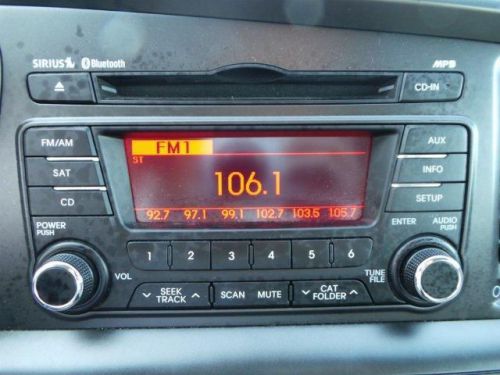 SIRIUS Bluetooth MP3
CD-IN
FM/AM FM1 AUX
ST
SAT 106.1 INFO
CD SETUP
92.7 97.1 99.1 102.7 103.5 105.7
POWER PUSH ENTER AUDIO PUSH
1 2 3 4 5 6
VOL TUNE FILE
SEEK TRACK SCAN MUTE CAT FOLDER